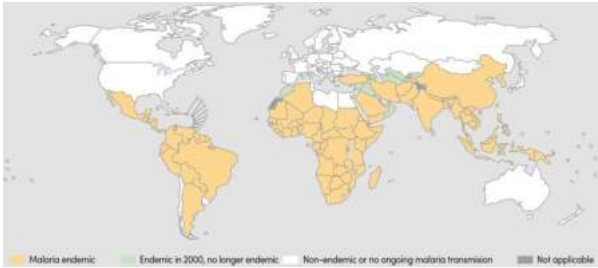 Malaria endemic Endemic in 2000, no longer endemic Non-endemic or no ongoing malaria transmission Not applicable